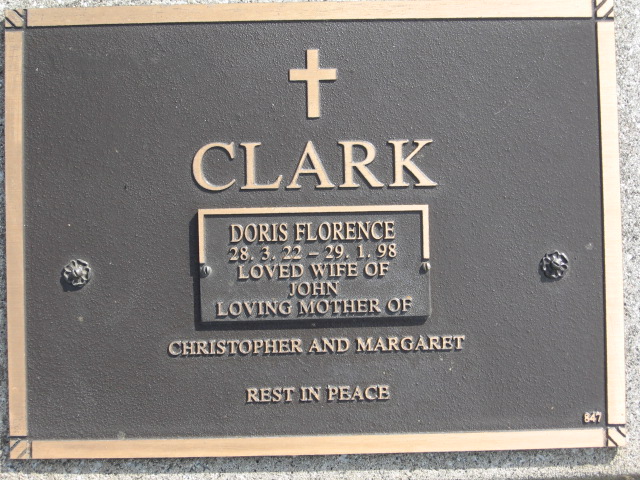 CLARK
DORIS FLORENCE
28. 3. 22 – 29. 1. 98
LOVED WIFE OF
JOHN
LOVING MOTHER OF
CHRISTOPHER AND MARGARET
REST IN PEACE
847